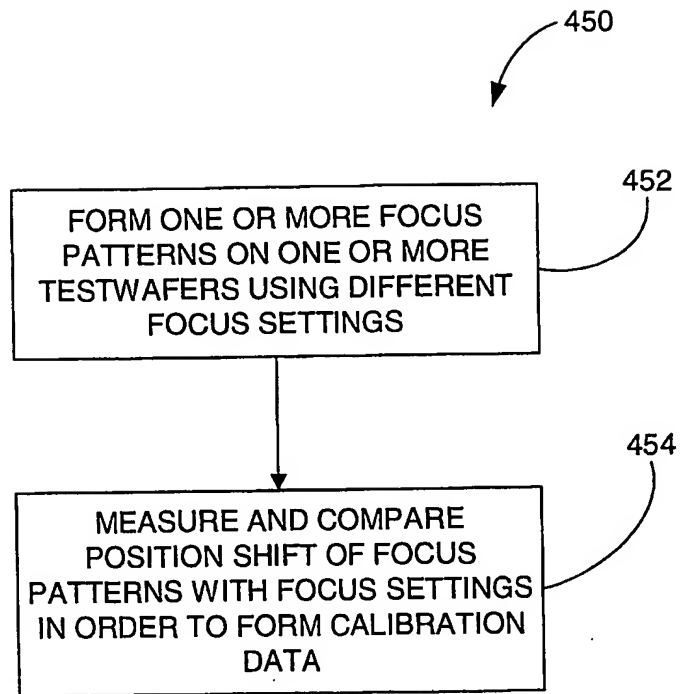 450
452
FORM ONE OR MORE FOCUS
PATTERNS ON ONE OR MORE
TESTWAFERS USING DIFFERENT
FOCUS SETTINGS
454
MEASURE AND COMPARE
POSITION SHIFT OF FOCUS
PATTERNS WITH FOCUS SETTINGS
IN ORDER TO FORM CALIBRATION
DATA